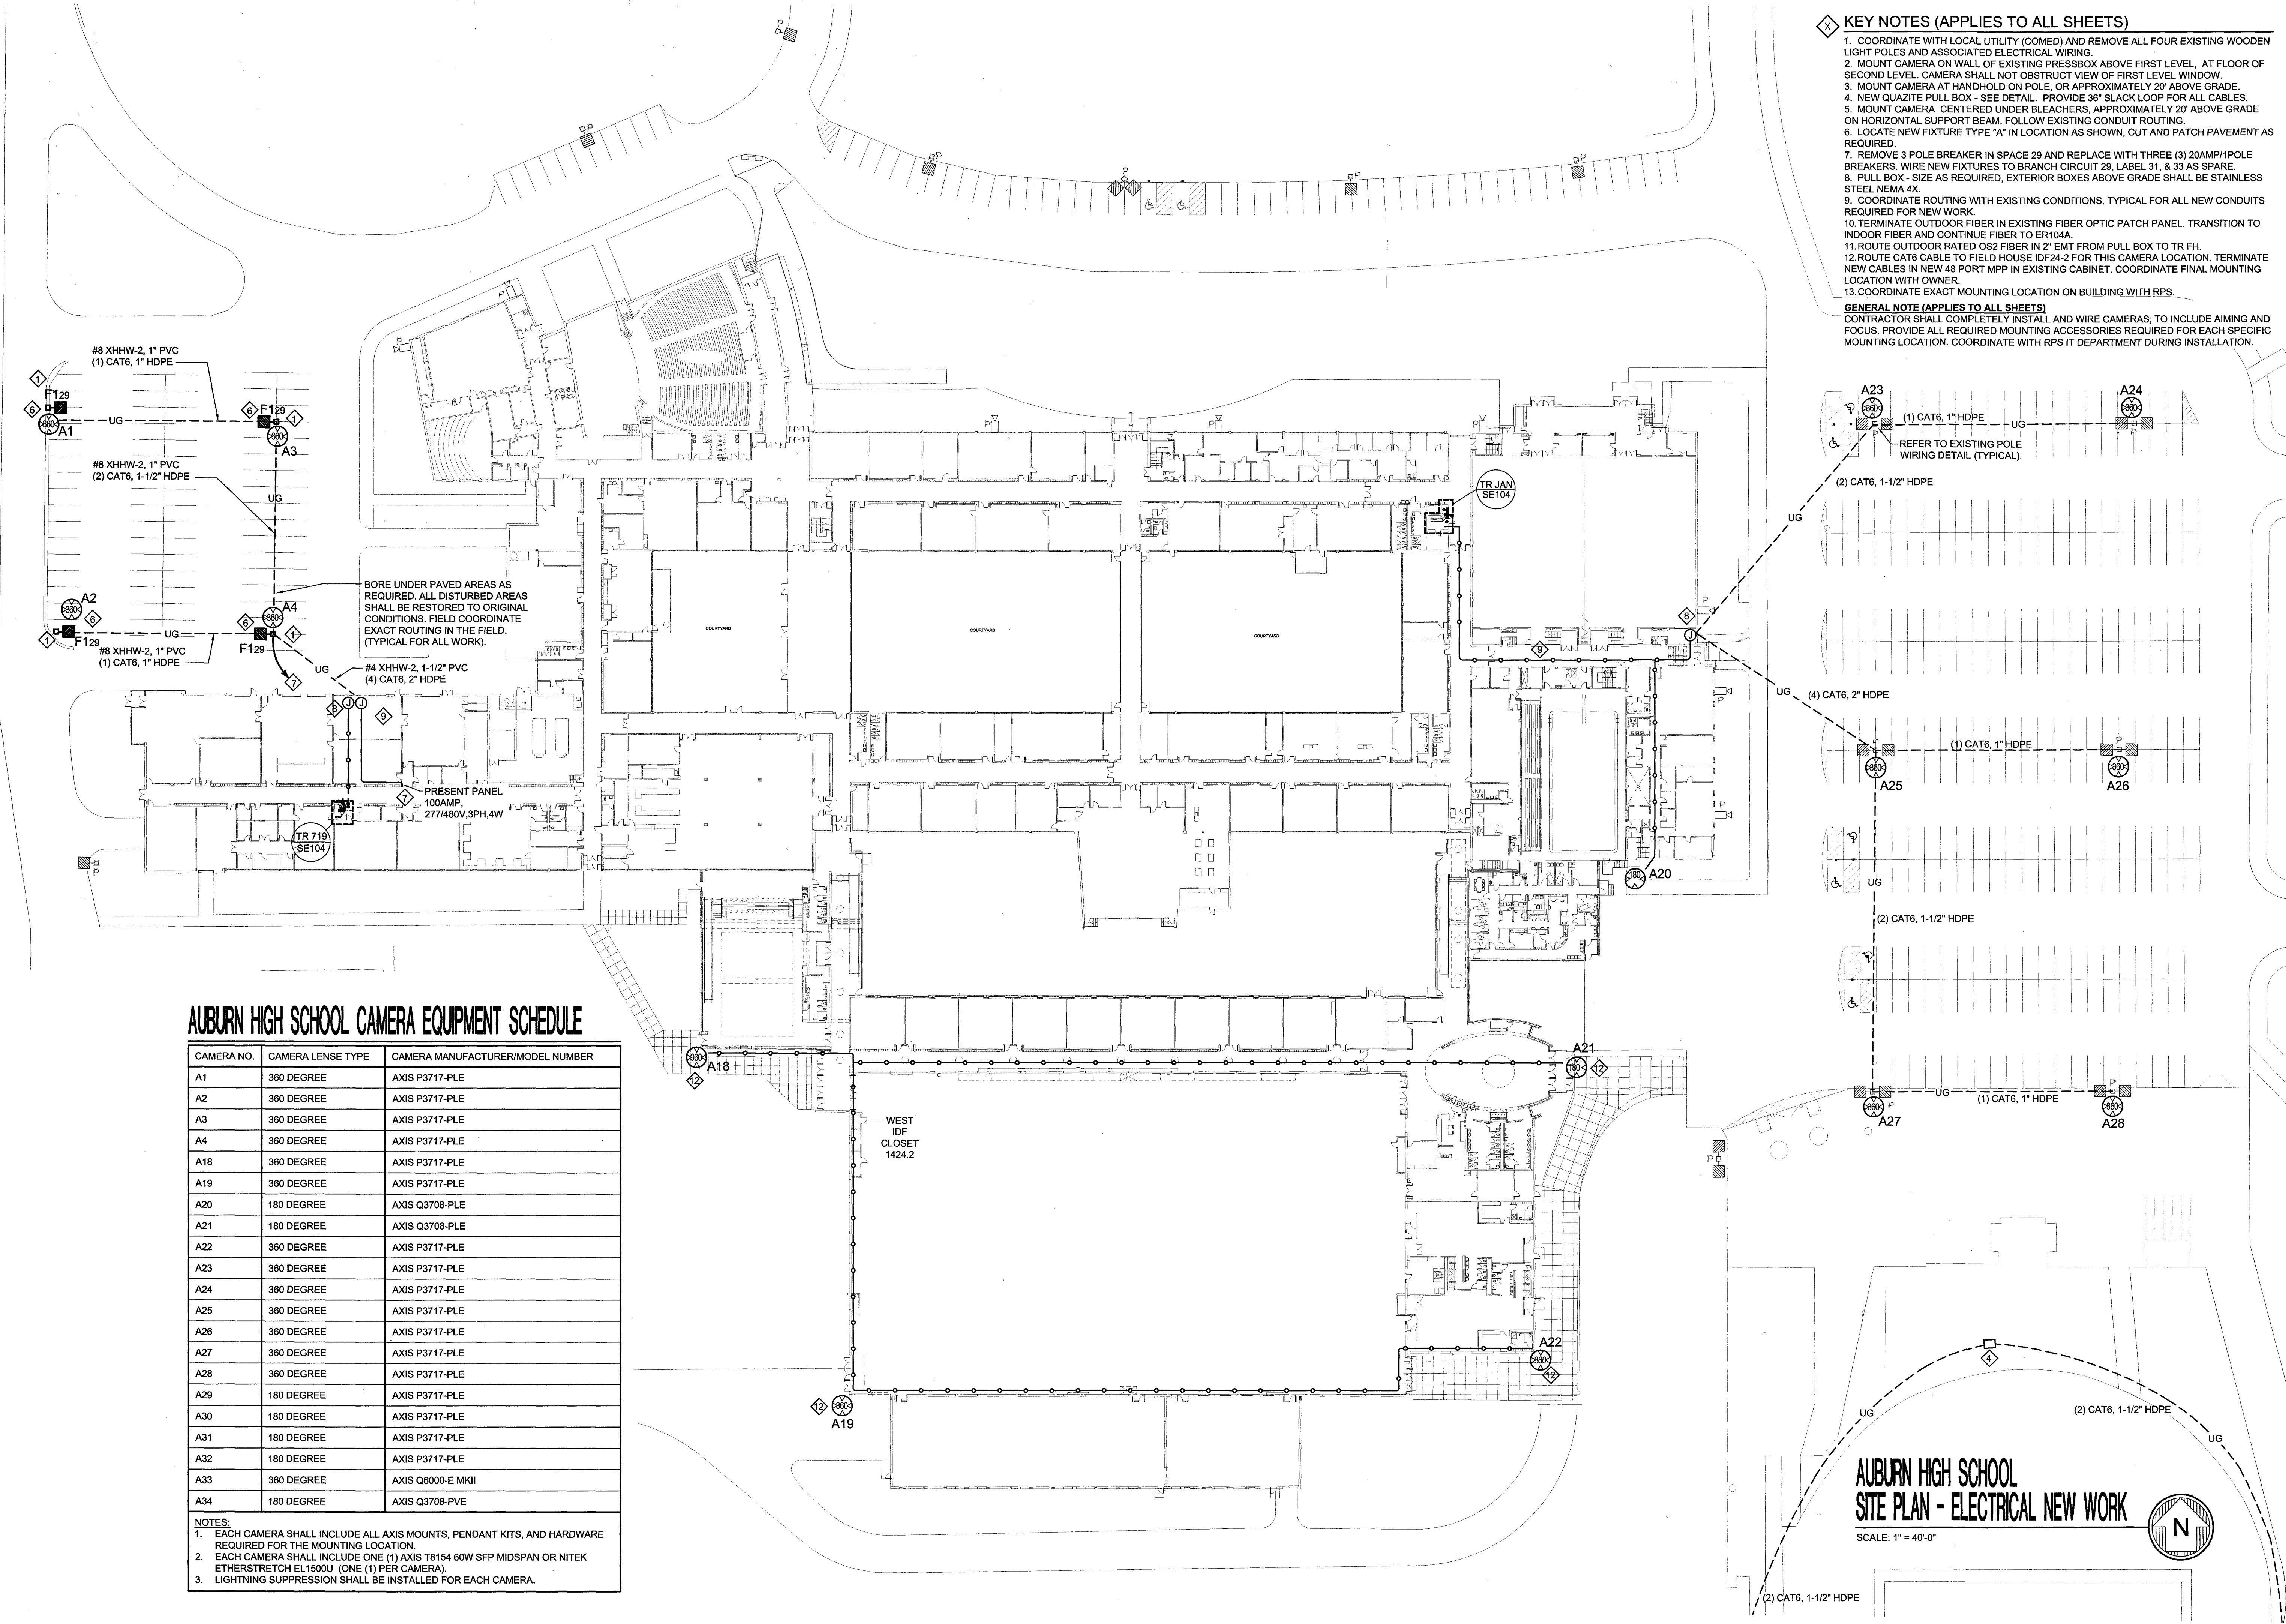 X KEY NOTES (APPLIES TO ALL SHEETS)
1. COORDINATE WITH LOCAL UTILITY (COMED) AND REMOVE ALL FOUR EXISTING WOODEN
LIGHT POLES AND ASSOCIATED ELECTRICAL WIRING.
2. MOUNT CAMERA ON WALL OF EXISTING PRESSBOX ABOVE FIRST LEVEL, AT FLOOR OF
SECOND LEVEL. CAMERA SHALL NOT OBSTRUCT VIEW OF FIRST LEVEL WINDOW.
3. MOUNT CAMERA AT HANDHOLD ON POLE, OR APPROXIMATELY 20' ABOVE GRADE.
4. NEW QUAZITE PULL BOX - SEE DETAIL. PROVIDE 36" SLACK LOOP FOR ALL CABLES.
5. MOUNT CAMERA CENTERED UNDER BLEACHERS, APPROXIMATELY 20' ABOVE GRADE
ON HORIZONTAL SUPPORT BEAM. FOLLOW EXISTING CONDUIT ROUTING.
6. LOCATE NEW FIXTURE TYPE "A" IN LOCATION AS SHOWN, CUT AND PATCH PAVEMENT AS
REQUIRED.
7. REMOVE 3 POLE BREAKER IN SPACE 29 AND REPLACE WITH THREE (3) 20AMP/1POLE
BREAKERS. WIRE NEW FIXTURES TO BRANCH CIRCUIT 29, LABEL 31, & 33 AS SPARE.
8. PULL BOX - SIZE AS REQUIRED, EXTERIOR BOXES ABOVE GRADE SHALL BE STAINLESS
STEEL NEMA 4X.
9. COORDINATE ROUTING WITH EXISTING CONDITIONS. TYPICAL FOR ALL NEW CONDUITS
REQUIRED FOR NEW WORK.
10. TERMINATE OUTDOOR FIBER IN EXISTING FIBER OPTIC PATCH PANEL. TRANSITION TO
INDOOR FIBER AND CONTINUE FIBER TO ER104A.
11. ROUTE OUTDOOR RATED OS2 FIBER IN 2" EMT FROM PULL BOX TO TR FH.
12. ROUTE CAT6 CABLE TO FIELD HOUSE IDF24-2 FOR THIS CAMERA LOCATION. TERMINATE
NEW CABLES IN NEW 48 PORT MPP IN EXISTING CABINET. COORDINATE FINAL MOUNTING
LOCATION WITH OWNER.
13. COORDINATE EXACT MOUNTING LOCATION ON BUILDING WITH RPS.
GENERAL NOTE (APPLIES TO ALL SHEETS)
CONTRACTOR SHALL COMPLETELY INSTALL AND WIRE CAMERAS; TO INCLUDE AIMING AND
FOCUS. PROVIDE ALL REQUIRED MOUNTING ACCESSORIES REQUIRED FOR EACH SPECIFIC
MOUNTING LOCATION. COORDINATE WITH RPS IT DEPARTMENT DURING INSTALLATION.
#8 XHHW-2, 1" PVC
(1) CAT6, 1" HDPE
1
F129
6
UG
A1
6
F129
1
A3
#8 XHHW-2, 1" PVC
(2) CAT6, 1-1/2" HDPE
UG
BORE UNDER PAVED AREAS AS
REQUIRED. ALL DISTURBED AREAS
SHALL BE RESTORED TO ORIGINAL
CONDITIONS. FIELD COORDINATE
EXACT ROUTING IN THE FIELD.
(TYPICAL FOR ALL WORK).
A2
6
1
F129
UG
A4
6
1
F129
#8 XHHW-2, 1" PVC
(1) CAT6, 1" HDPE
UG
7
#4 XHHW-2, 1-1/2" PVC
(4) CAT6, 2" HDPE
8
J J
9
7
PRESENT PANEL
100AMP,
277/480V,3PH,4W
TR 719
SE104
P
COURTYARD
COURTYARD
COURTYARD
TR JAN
SE104
9
8
J
A20
180
A23
A24
(1) CAT6, 1" HDPE
UG
REFER TO EXISTING POLE
WIRING DETAIL (TYPICAL).
(2) CAT6, 1-1/2" HDPE
UG
UG
(4) CAT6, 2" HDPE
(1) CAT6, 1" HDPE
A25
A26
UG
(2) CAT6, 1-1/2" HDPE
UG
(1) CAT6, 1" HDPE
A27
A28
A18
12
A21
180
12
WEST
IDF
CLOSET
1424.2
A22
12
12
A19
4
UG
(2) CAT6, 1-1/2" HDPE
UG
(2) CAT6, 1-1/2" HDPE
AUBURN HIGH SCHOOL CAMERA EQUIPMENT SCHEDULE
CAMERA NO. CAMERA LENSE TYPE CAMERA MANUFACTURER/MODEL NUMBER
A1 360 DEGREE AXIS P3717-PLE
A2 360 DEGREE AXIS P3717-PLE
A3 360 DEGREE AXIS P3717-PLE
A4 360 DEGREE AXIS P3717-PLE
A18 360 DEGREE AXIS P3717-PLE
A19 360 DEGREE AXIS P3717-PLE
A20 180 DEGREE AXIS Q3708-PLE
A21 180 DEGREE AXIS Q3708-PLE
A22 360 DEGREE AXIS P3717-PLE
A23 360 DEGREE AXIS P3717-PLE
A24 360 DEGREE AXIS P3717-PLE
A25 360 DEGREE AXIS P3717-PLE
A26 360 DEGREE AXIS P3717-PLE
A27 360 DEGREE AXIS P3717-PLE
A28 360 DEGREE AXIS P3717-PLE
A29 180 DEGREE AXIS P3717-PLE
A30 180 DEGREE AXIS P3717-PLE
A31 180 DEGREE AXIS P3717-PLE
A32 180 DEGREE AXIS P3717-PLE
A33 360 DEGREE AXIS Q6000-E MKII
A34 180 DEGREE AXIS Q3708-PVE
NOTES:
1. EACH CAMERA SHALL INCLUDE ALL AXIS MOUNTS, PENDANT KITS, AND HARDWARE
REQUIRED FOR THE MOUNTING LOCATION.
2. EACH CAMERA SHALL INCLUDE ONE (1) AXIS T8154 60W SFP MIDSPAN OR NITEK
ETHERSTRETCH EL1500U (ONE (1) PER CAMERA).
3. LIGHTNING SUPPRESSION SHALL BE INSTALLED FOR EACH CAMERA.
AUBURN HIGH SCHOOL
SITE PLAN - ELECTRICAL NEW WORK
SCALE: 1" = 40'-0"
N